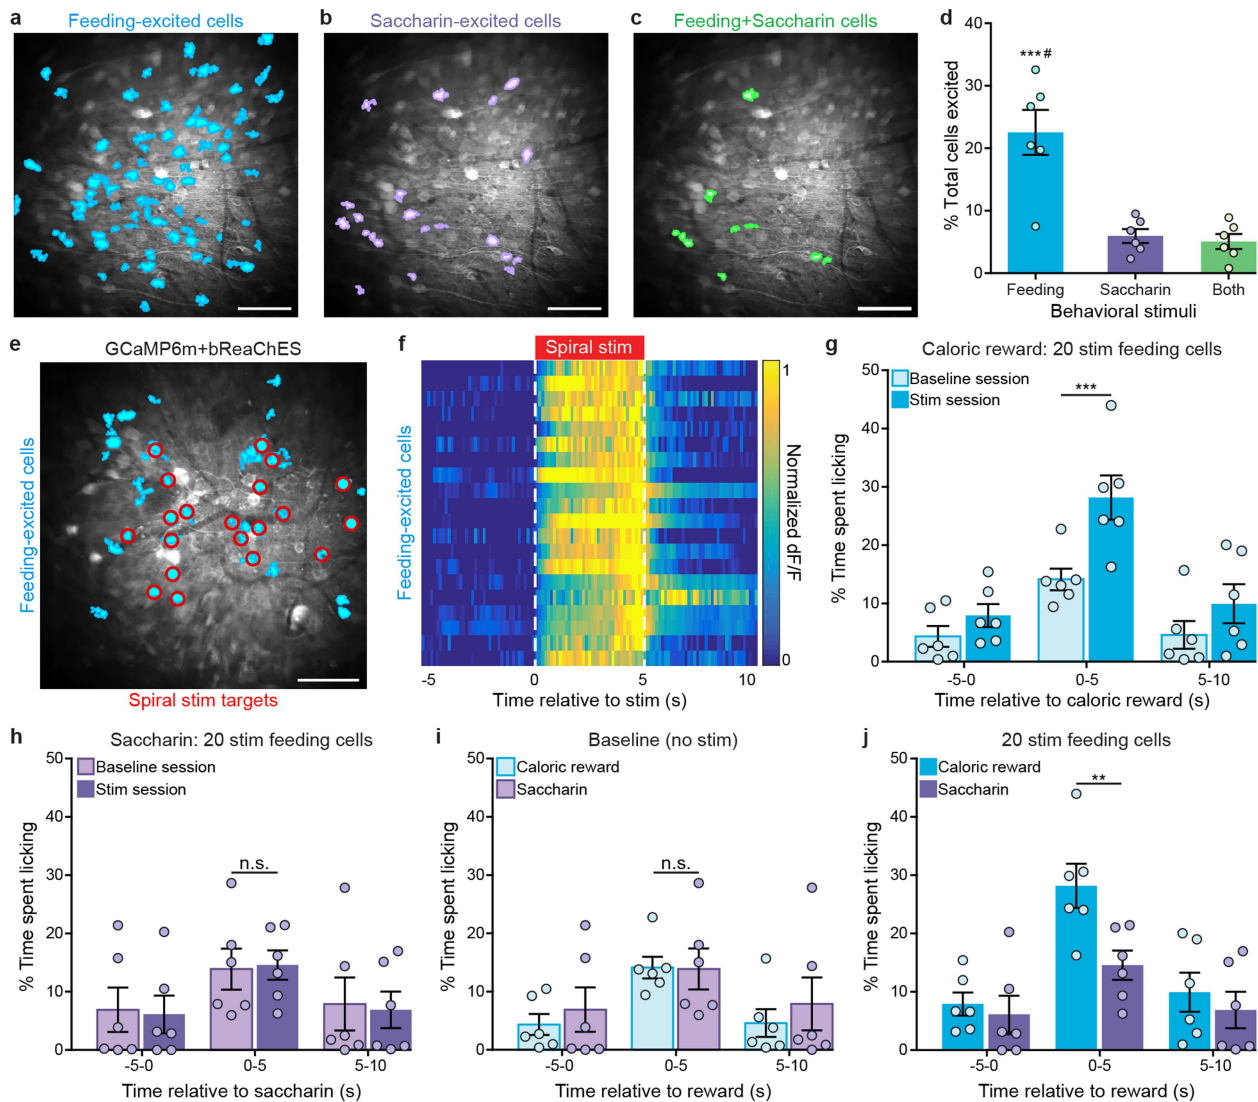 a
Feeding-excited cells
b
Saccharin-excited cells
c
Feeding+Saccharin cells
d
% Total cells excited
40
30
20
10
0
***#
Feeding
Saccharin
Both
Behavioral stimuli
e
GCaMP6m+bReaChES
Feeding-excited cells
Spiral stim targets
f
Spiral stim
Feeding-excited cells
-5
0
5
10
Time relative to stim (s)
1
0
Normalized dF/F
g
Caloric reward: 20 stim feeding cells
Baseline session
Stim session
% Time spent licking
50
40
30
20
10
0
***
-5-0
0-5
5-10
Time relative to caloric reward (s)
h
Saccharin: 20 stim feeding cells
Baseline session
Stim session
% Time spent licking
50
40
30
20
10
0
n.s.
-5-0
0-5
5-10
Time relative to saccharin (s)
i
Baseline (no stim)
Caloric reward
Saccharin
% Time spent licking
50
40
30
20
10
0
n.s.
-5-0
0-5
5-10
Time relative to reward (s)
j
20 stim feeding cells
Caloric reward
Saccharin
% Time spent licking
50
40
30
20
10
0
**
-5-0
0-5
5-10
Time relative to reward (s)